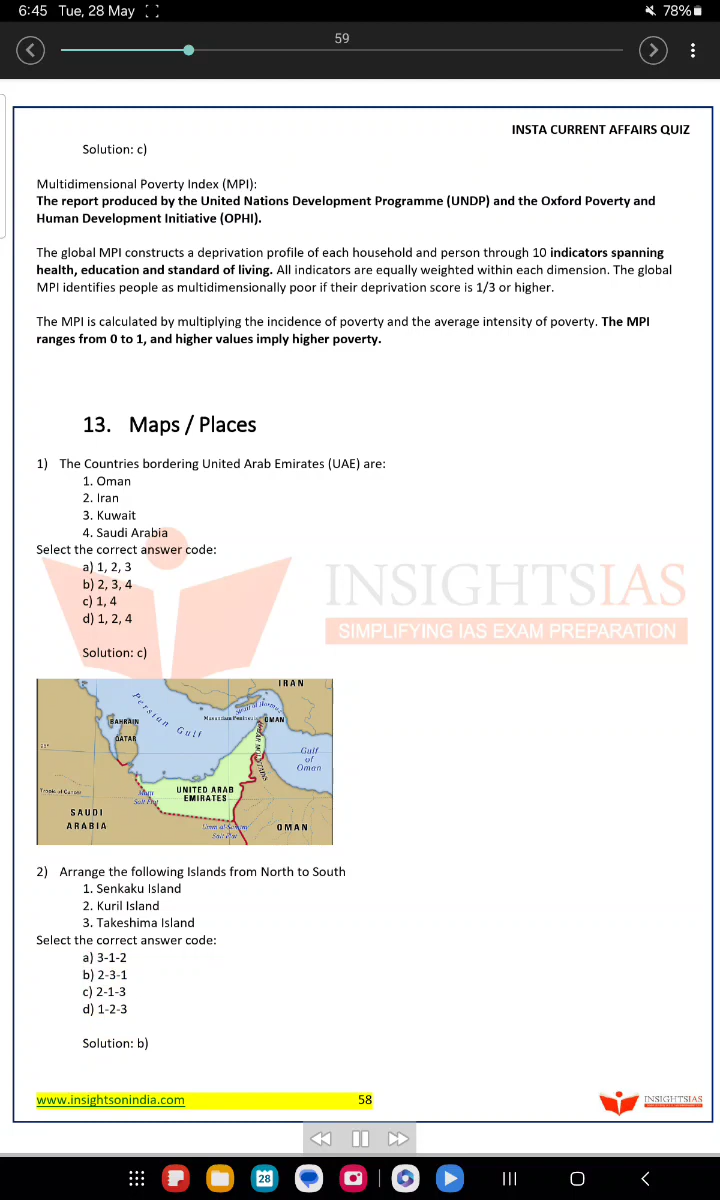 6:45 Tue, 28 May
78%
59
INSTA CURRENT AFFAIRS QUIZ
Solution: c)
Multidimensional Poverty Index (MPI):
The report produced by the United Nations Development Programme (UNDP) and the Oxford Poverty and
Human Development Initiative (OPHI).
The global MPI constructs a deprivation profile of each household and person through 10 indicators spanning
health, education and standard of living. All indicators are equally weighted within each dimension. The global
MPI identifies people as multidimensionally poor if their deprivation score is 1/3 or higher.
The MPI is calculated by multiplying the incidence of poverty and the average intensity of poverty. The MPI
ranges from 0 to 1, and higher values imply higher poverty.
13. Maps / Places
1) The Countries bordering United Arab Emirates (UAE) are:
1. Oman
2. Iran
3. Kuwait
4. Saudi Arabia
Select the correct answer code:
a) 1, 2, 3
b) 2, 3, 4
c) 1, 4
d) 1, 2, 4
INSIGHTSIAS
SIMPLIFYING IAS EXAM PREPARATION
Solution: c)
IRAN
Persian Gulf
BAHRAIN
OMAN
QATAR
Gulf
of
Oman
Tropic of Cancer
UNITED ARAB
EMIRATES
Salt Flat
SAUDI
ARABIA
OMAN
2) Arrange the following Islands from North to South
1. Senkaku Island
2. Kuril Island
3. Takeshima Island
Select the correct answer code:
a) 3-1-2
b) 2-3-1
c) 2-1-3
d) 1-2-3
Solution: b)
www.insightsonindia.com 58
INSIGHTSIAS
28